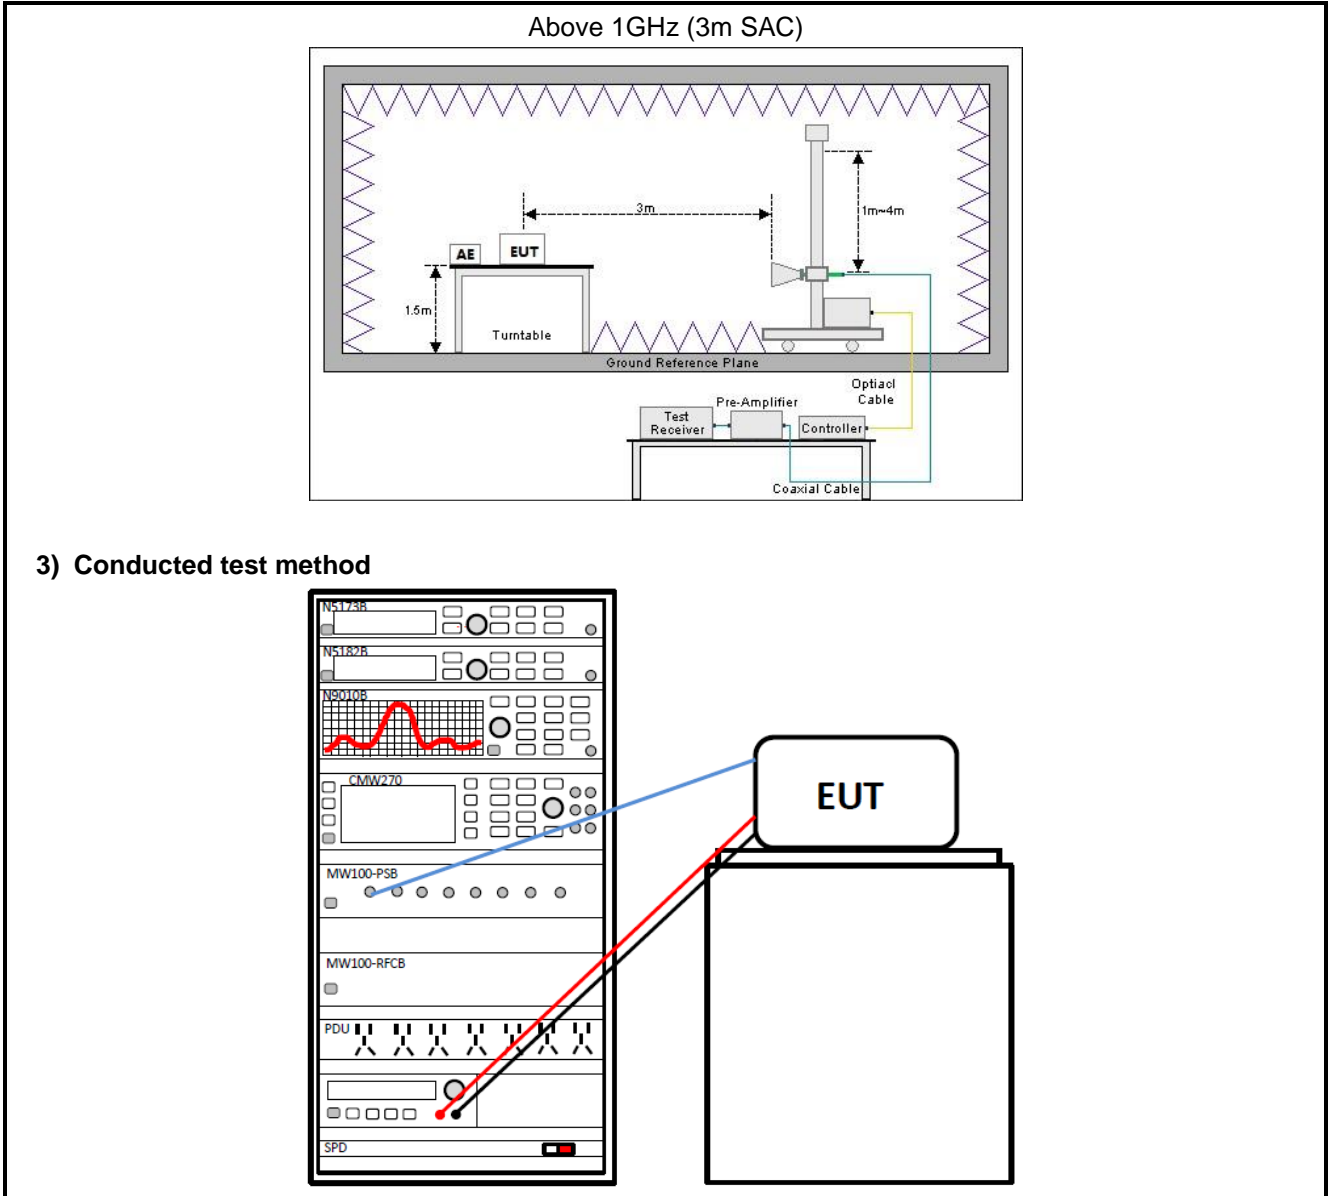 Above 1GHz (3m SAC)
3m
1m~4m
AE
EUT
1.5m
Turntable
Ground Reference Plane
Optiacl
Cable
Pre-Amplifier
Test
Receiver
Controller
Coaxial Cable
3) Conducted test method
N5173B
N5182B
N9010B
CMW270
EUT
MW100-PSB
MW100-RFCB
PDU
SPD